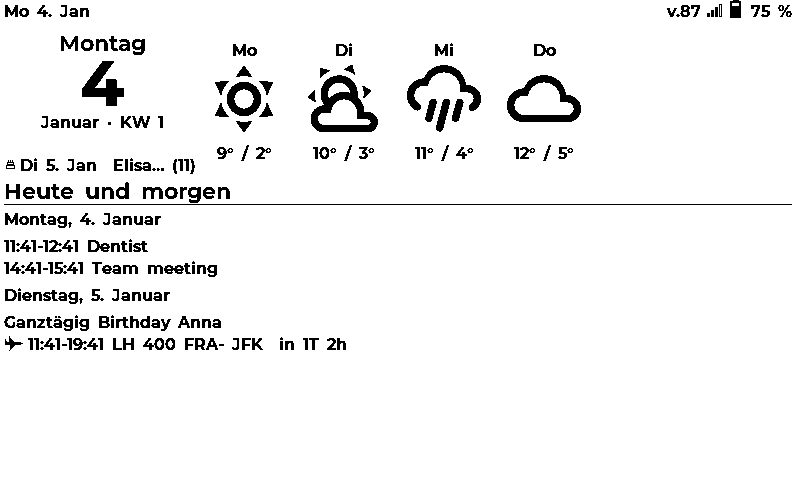 Mo 4. Jan
v.87 75 %
Montag
4
Januar · KW 1
Mo Di Mi Do
9° / 2° 10° / 3° 11° / 4° 12° / 5°
Di 5. Jan Elisa... (11)
Heute und morgen
Montag, 4. Januar
11:41-12:41 Dentist
14:41-15:41 Team meeting
Dienstag, 5. Januar
Ganztägig Birthday Anna
11:41-19:41 LH 400 FRA- JFK in 1T 2h